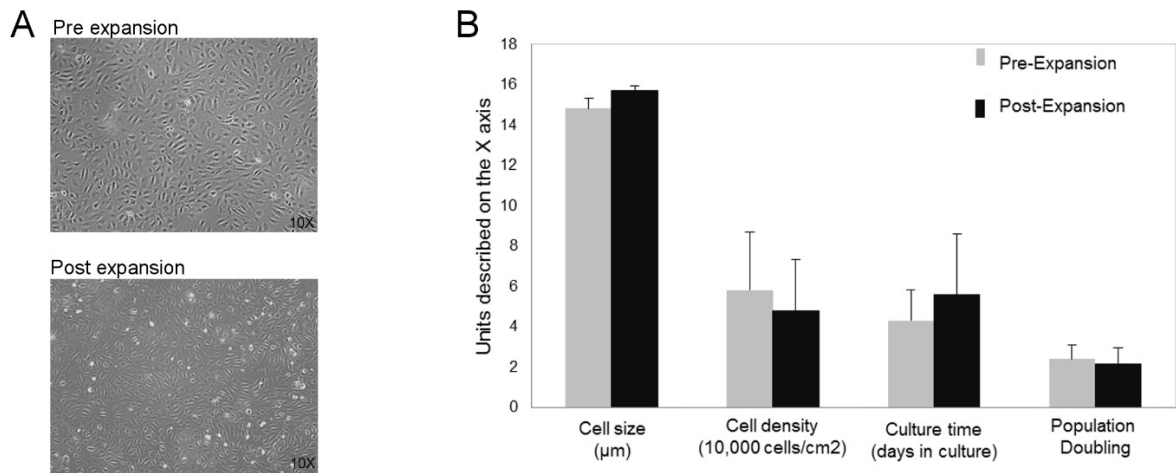 A
Pre expansion
10X
Post expansion
10X
B
Units described on the X axis
18
16
14
12
10
8
6
4
2
0
Pre-Expansion
Post-Expansion
Cell size
(µm)
Cell density
(10,000 cells/cm2)
Culture time
(days in culture)
Population
Doubling